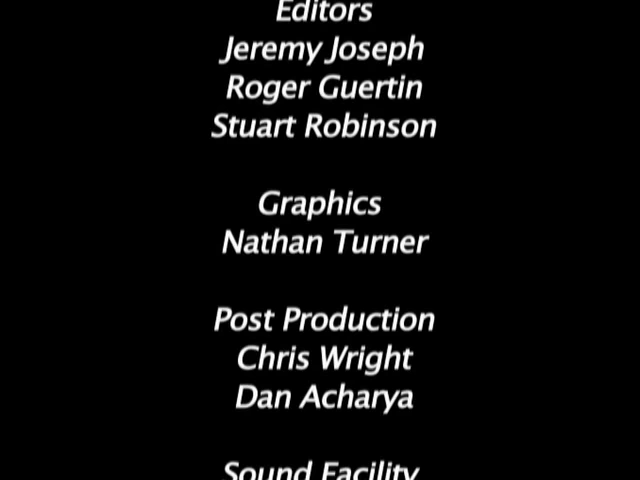 Editors
Jeremy Joseph
Roger Guertin
Stuart Robinson
Graphics
Nathan Turner
Post Production
Chris Wright
Dan Acharya
Sound Facility